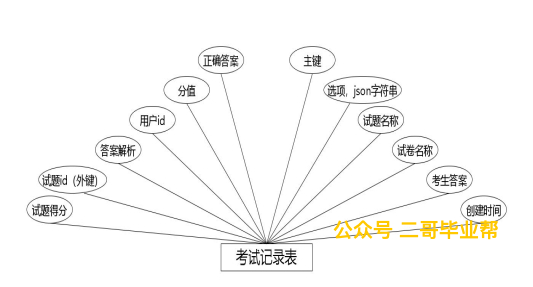 正确答案
主键
分值
选项，json字符串
用户id
试题名称
答案解析
试卷名称
试题id（外键）
考生答案
试题得分
创建时间
公众号 二哥毕业帮
考试记录表